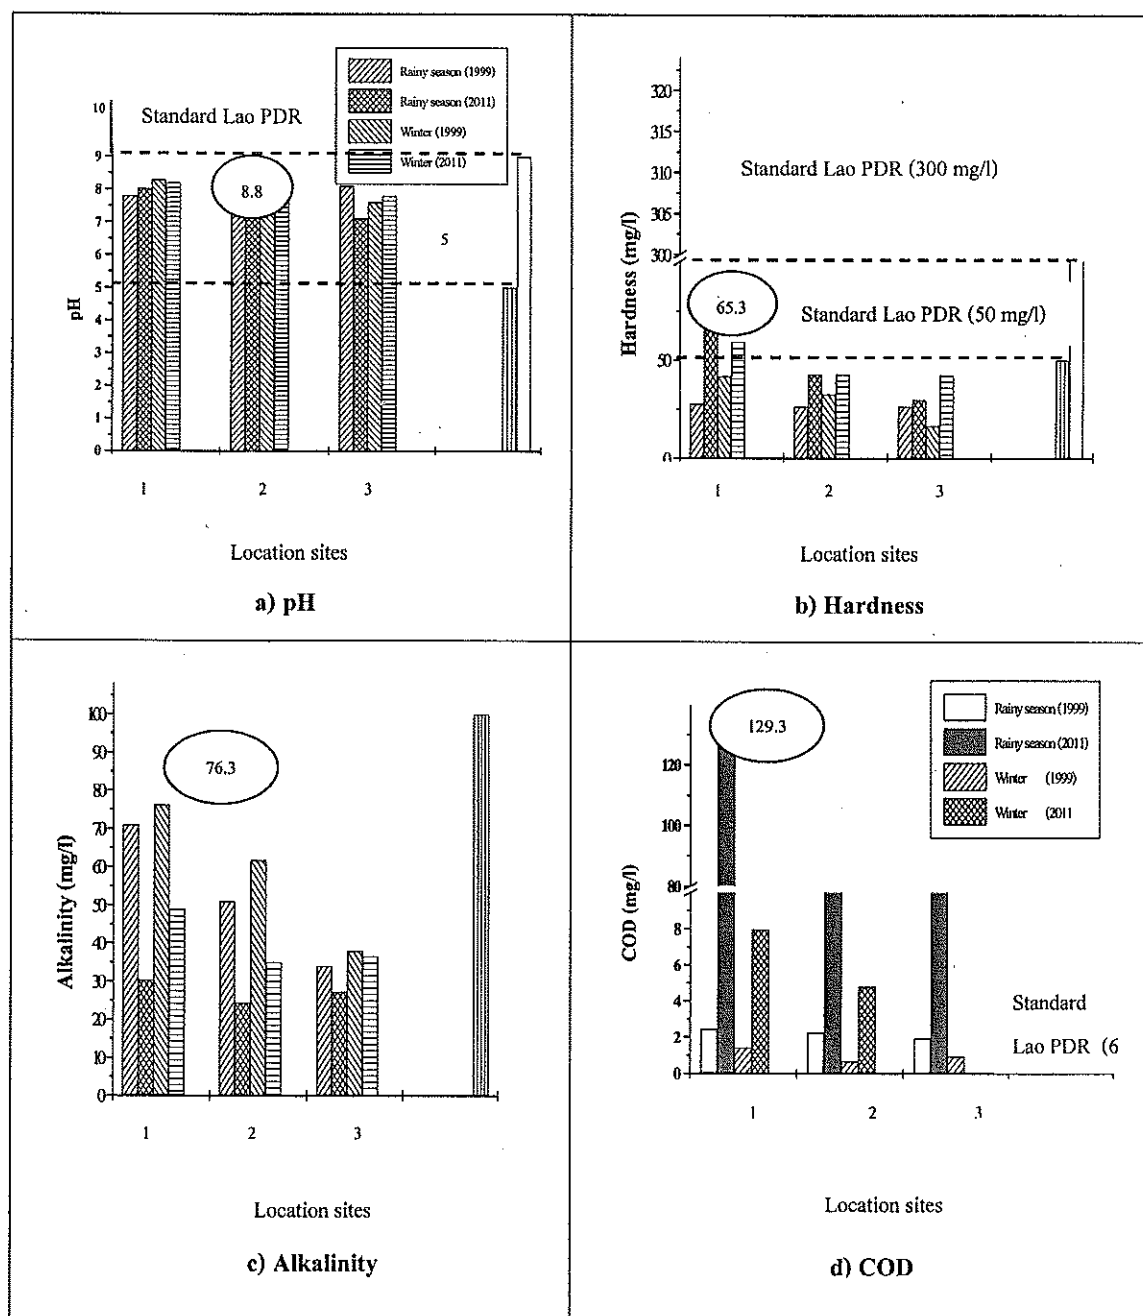 Rainy season (1999)
Rainy season (2011)
Winter (1999)
Winter (2011)
Standard Lao PDR
10
9
8
7
6
5
4
3
2
1
0
pH
8.8
5
1 2 3
Location sites
a) pH
320
315
310
305
300
50
0
Hardness (mg/l)
Standard Lao PDR (300 mg/l)
65.3
Standard Lao PDR (50 mg/l)
1 2 3
Location sites
b) Hardness
100
90
80
70
60
50
40
30
20
10
0
Alkalinity (mg/l)
76.3
1 2 3
Location sites
c) Alkalinity
Rainy season (1999)
Rainy season (2011)
Winter (1999)
Winter (2011
129.3
120
100
80
8
6
4
2
0
COD (mg/l)
Standard
Lao PDR (6
1 2 3
Location sites
d) COD